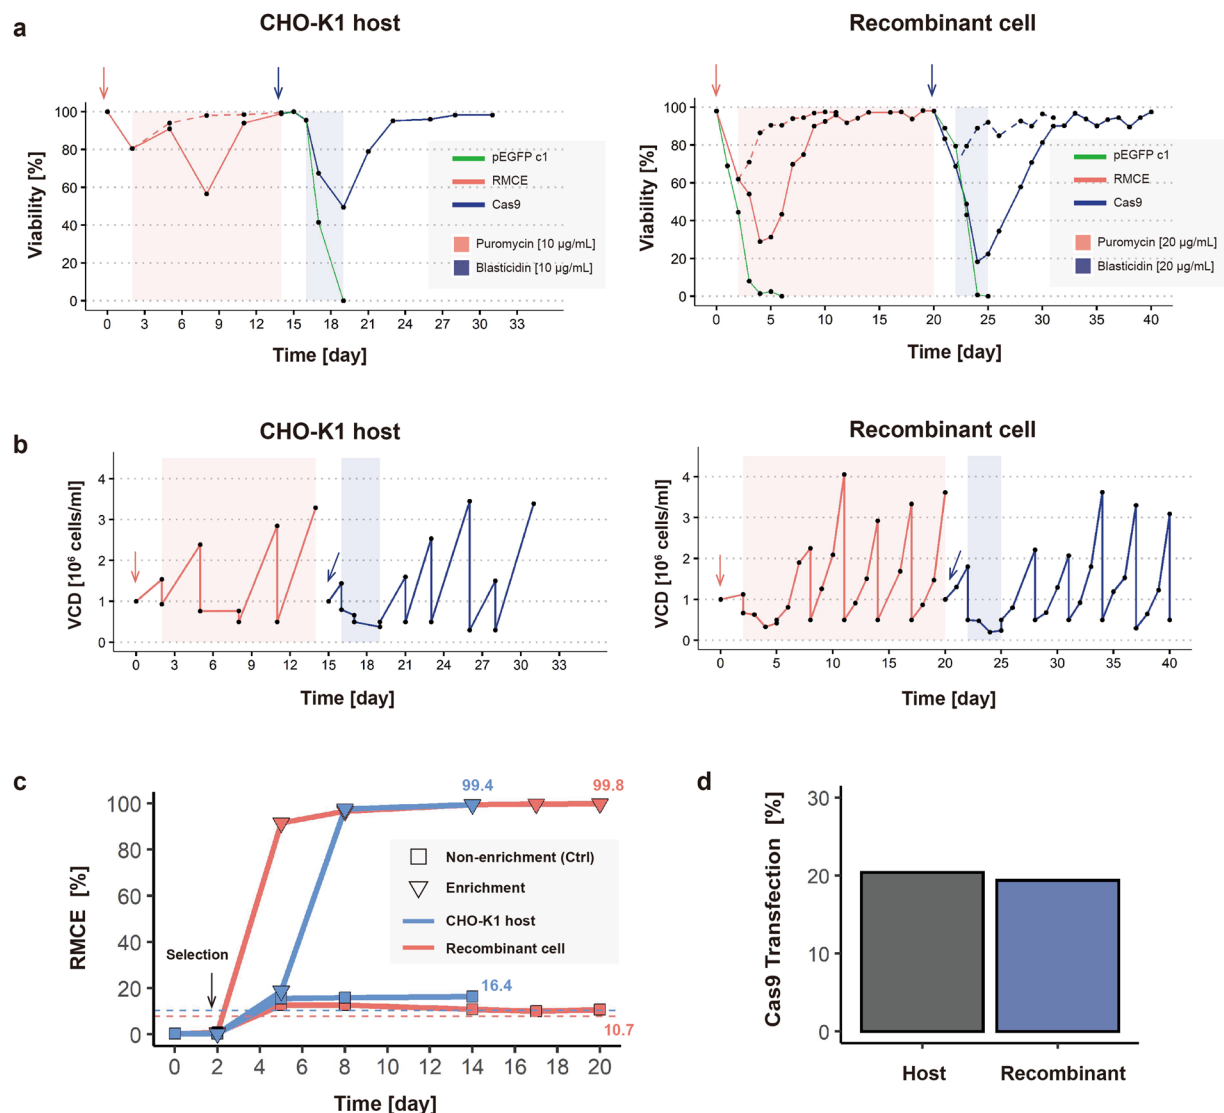 a
CHO-K1 host
Recombinant cell
Viability [%]
100
80
60
40
20
0
pEGFP c1
RMCE
Cas9
Puromycin [10 µg/mL]
Blasticidin [10 µg/mL]
0 3 6 9 12 15 18 21 24 27 30 33
Time [day]
Viability [%]
100
80
60
40
20
0
pEGFP c1
RMCE
Cas9
Puromycin [20 µg/mL]
Blasticidin [20 µg/mL]
0 5 10 15 20 25 30 35 40
Time [day]
b
CHO-K1 host
Recombinant cell
VCD [10⁶ cells/ml]
4
3
2
1
0
0 3 6 9 12 15 18 21 24 27 30 33
Time [day]
VCD [10⁶ cells/ml]
4
3
2
1
0
0 5 10 15 20 25 30 35 40
Time [day]
c
RMCE [%]
100
80
60
40
20
0
99.4
99.8
Non-enrichment (Ctrl)
Enrichment
CHO-K1 host
Recombinant cell
Selection
16.4
10.7
0 2 4 6 8 10 12 14 16 18 20
Time [day]
d
Cas9 Transfection [%]
30
20
10
0
Host
Recombinant